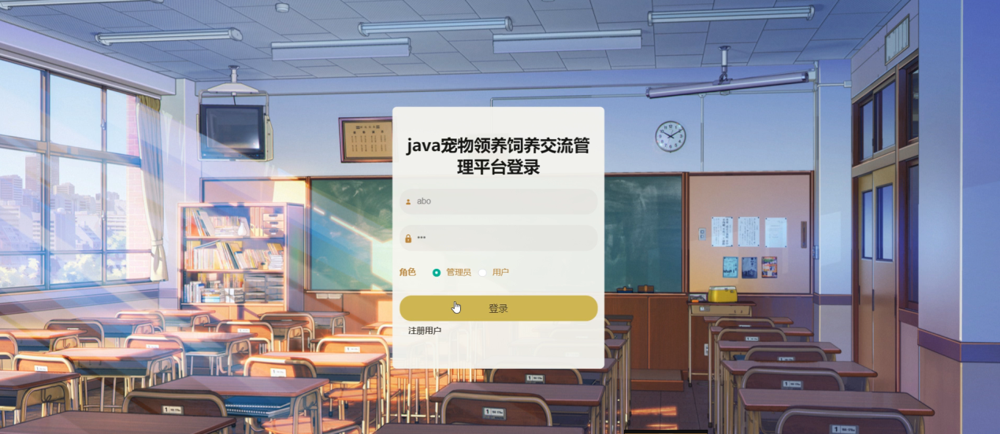 java宠物领养饲养交流管
理平台登录
abo
•••
角色 管理员 用户
登录
注册用户